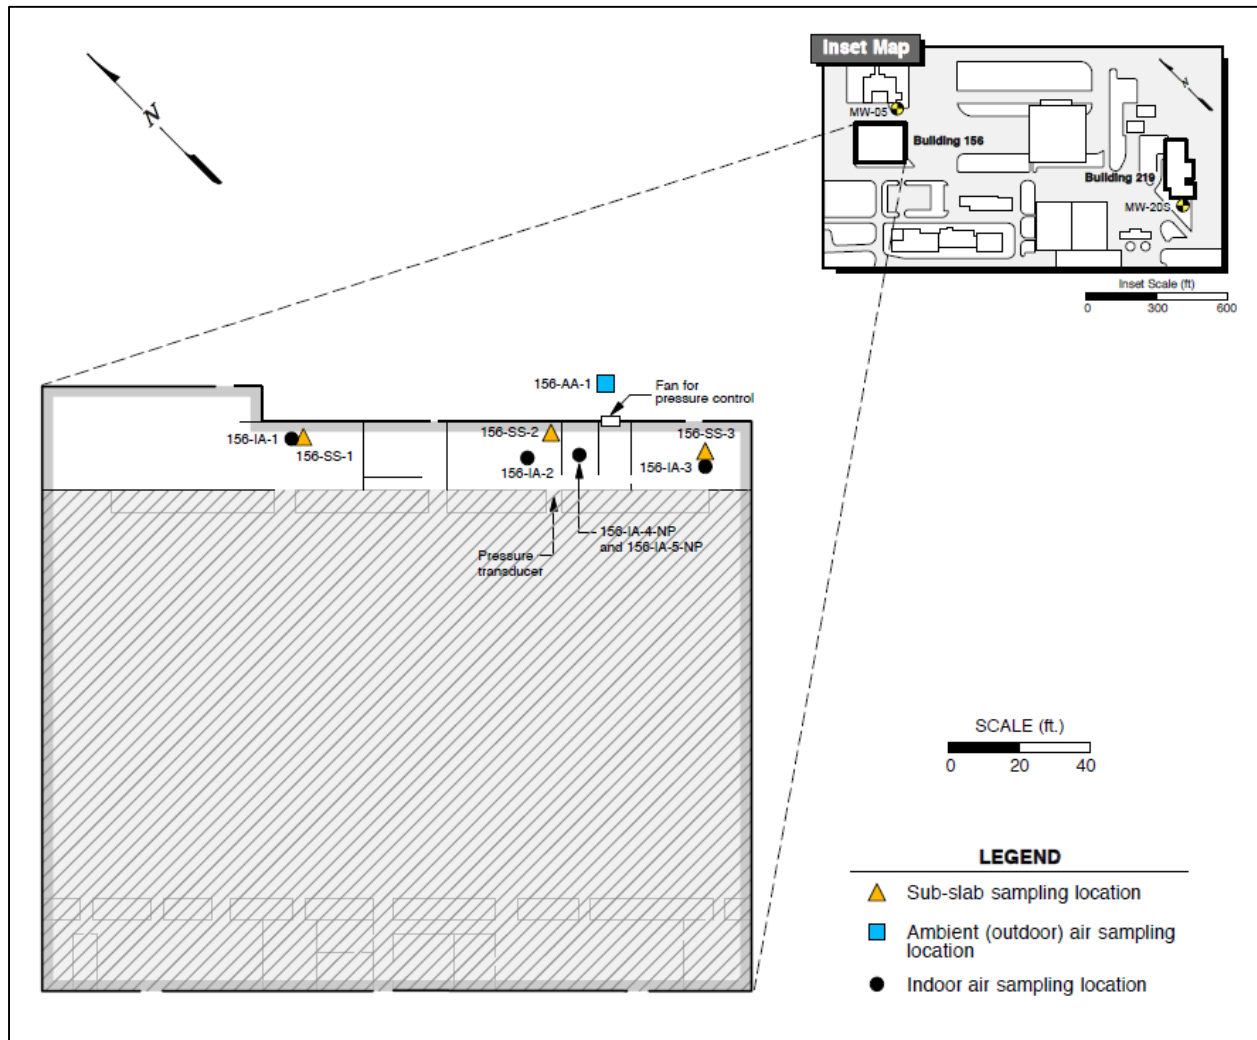 Inset Map
N
N
MW-05
Building 156
Building 219
MW-20S
Inset Scale (ft)
0 300 600
156-AA-1
Fan for
pressure control
156-IA-1
156-SS-1
156-SS-2
156-IA-2
156-SS-3
156-IA-3
156-IA-4-NP
and 156-IA-5-NP
Pressure
transducer
SCALE (ft.)
0 20 40
LEGEND
Sub-slab sampling location
Ambient (outdoor) air sampling
location
Indoor air sampling location